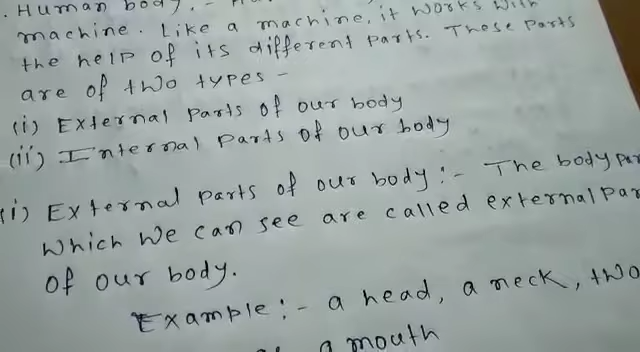 . Human body :-
machine. Like a machine, it works with
the help of its different parts. These parts
are of two types -
(i) External parts of our body
(ii) Internal parts of our body
(i) External parts of our body :- The body par
which we can see are called external par
of our body.
Example :- a head, a neck, two
a mouth